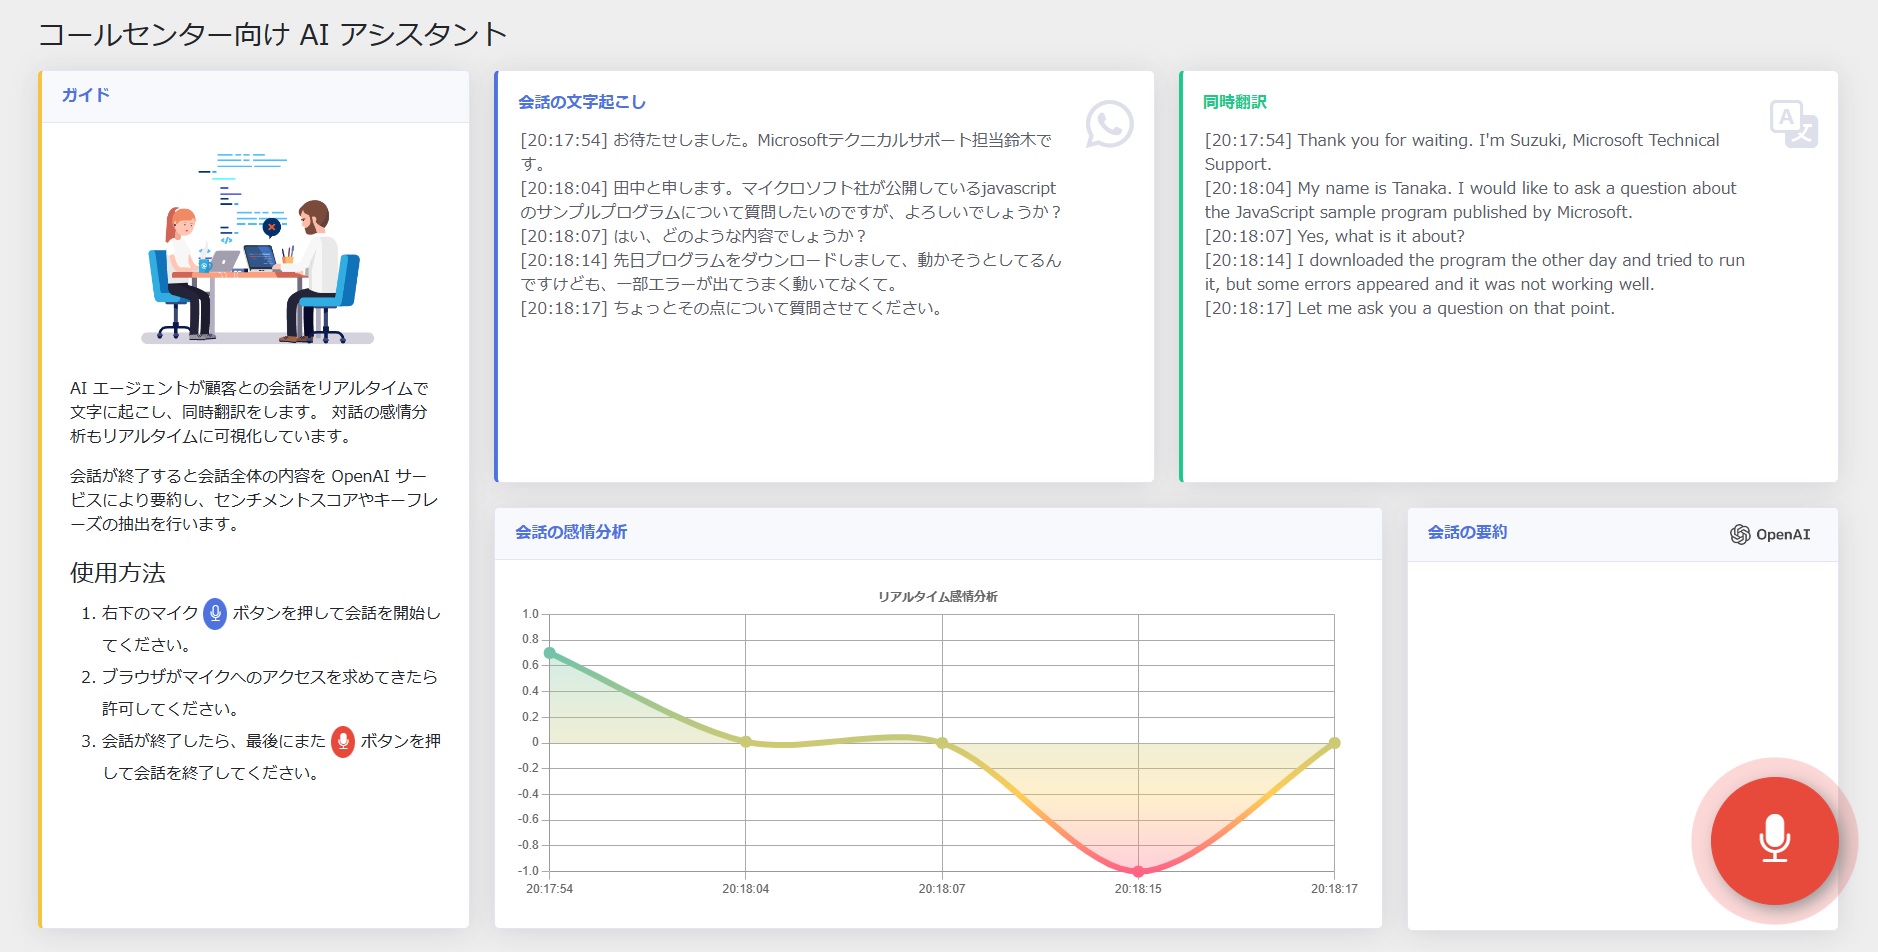 コールセンター向け AI アシスタント
ガイド
AI エージェントが顧客との会話をリアルタイムで
文字に起こし、同時翻訳をします。 対話の感情分
析もリアルタイムに可視化しています。
会話が終了すると会話全体の内容を OpenAI サー
ビスにより要約し、センチメントスコアやキーフレ
ーズの抽出を行います。
使用方法
1. 右下のマイク ボタンを押して会話を開始し
てください。
2. ブラウザがマイクへのアクセスを求めてきたら
許可してください。
3. 会話が終了したら、最後にまた ボタンを押
して会話を終了してください。
会話の文字起こし
[20:17:54] お待たせしました。Microsoftテクニカルサポート担当鈴木で
す。
[20:18:04] 田中と申します。マイクロソフト社が公開しているjavascript
のサンプルプログラムについて質問したいのですが、よろしいでしょうか？
[20:18:07] はい、どのような内容でしょうか？
[20:18:14] 先日プログラムをダウンロードしまして、動かそうとしてるん
ですけども、一部エラーが出てうまく動いてなくて。
[20:18:17] ちょっとその点について質問させてください。
同時翻訳
A
文
[20:17:54] Thank you for waiting. I'm Suzuki, Microsoft Technical
Support.
[20:18:04] My name is Tanaka. I would like to ask a question about
the JavaScript sample program published by Microsoft.
[20:18:07] Yes, what is it about?
[20:18:14] I downloaded the program the other day and tried to run
it, but some errors appeared and it was not working well.
[20:18:17] Let me ask you a question on that point.
会話の感情分析
リアルタイム感情分析
1.0
0.8
0.6
0.4
0.2
0
-0.2
-0.4
-0.6
-0.8
-1.0
20:17:54
20:18:04
20:18:07
20:18:15
20:18:17
会話の要約
OpenAI